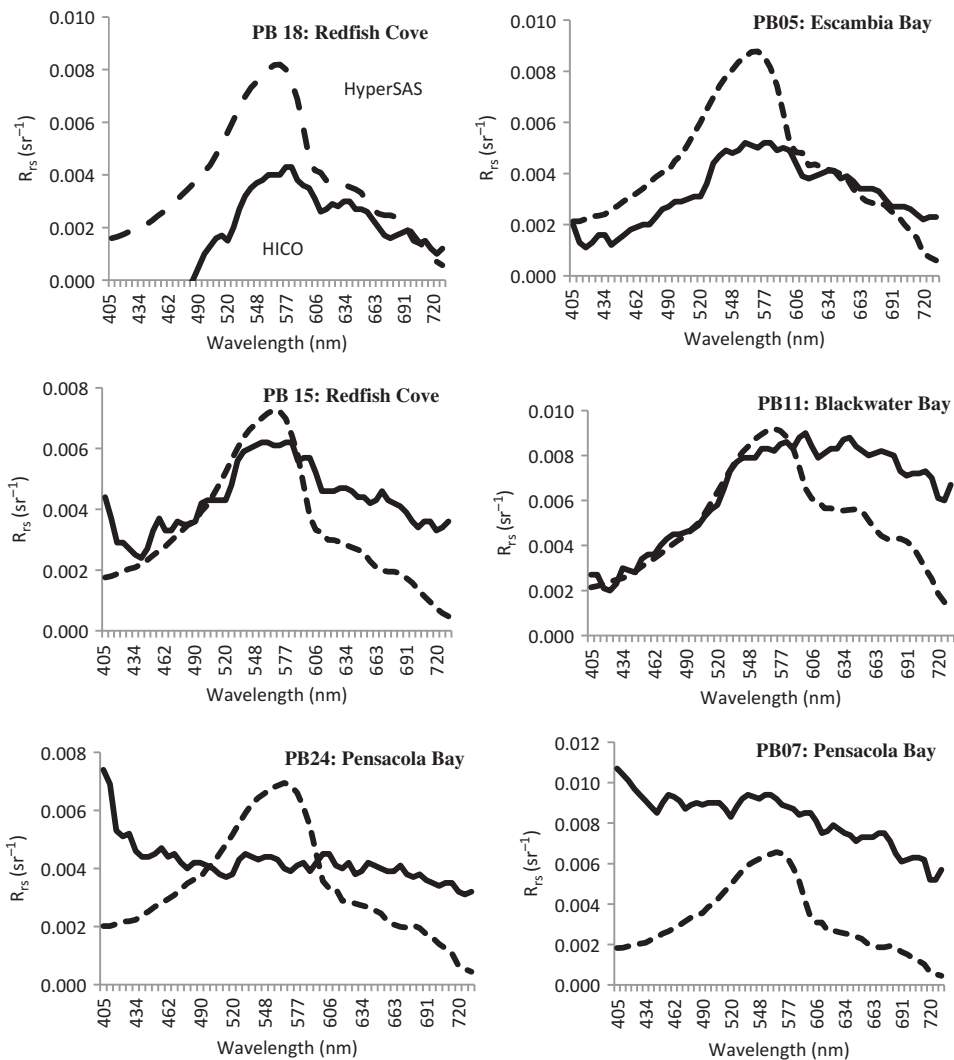 PB 18: Redfish Cove
0.010
0.008
0.006
0.004
0.002
0.000
Rrs (sr−1)
HyperSAS
HICO
405 434 462 490 520 548 577 606 634 663 691 720
Wavelength (nm)
PB05: Escambia Bay
0.010
0.008
0.006
0.004
0.002
0.000
Rrs (sr−1)
405 434 462 490 520 548 577 606 634 663 691 720
Wavelength (nm)
PB 15: Redfish Cove
0.008
0.006
0.004
0.002
0.000
Rrs (sr−1)
405 434 462 490 520 548 577 606 634 663 691 720
Wavelength (nm)
PB11: Blackwater Bay
0.010
0.008
0.006
0.004
0.002
0.000
Rrs (sr−1)
405 434 462 490 520 548 577 606 634 663 691 720
Wavelength (nm)
PB24: Pensacola Bay
0.008
0.006
0.004
0.002
0.000
Rrs (sr−1)
405 434 462 490 520 548 577 606 634 663 691 720
Wavelength (nm)
PB07: Pensacola Bay
0.012
0.010
0.008
0.006
0.004
0.002
0.000
Rrs (sr−1)
405 434 462 490 520 548 577 606 634 663 691 720
Wavelength (nm)